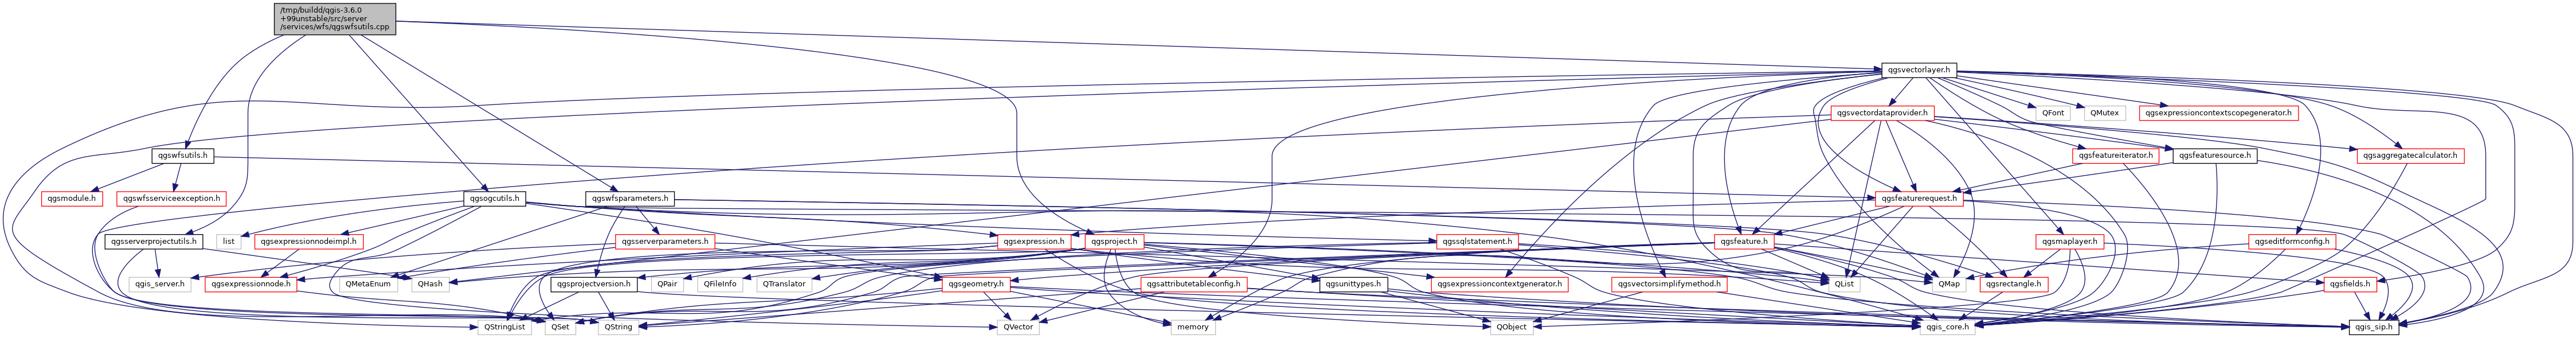 /tmp/buildd/qgis-3.6.0
+99unstable/src/server
/services/wfs/qgswfsutils.cpp
qgsvectorlayer.h
qgsvectordataprovider.h
QFont
QMutex
qgsexpressioncontextscopegenerator.h
qgswfsutils.h
qgsfeatureiterator.h
qgsfeaturesource.h
qgsaggregatecalculator.h
qgsmodule.h
qgswfsserviceexception.h
qgsogcutils.h
qgswfsparameters.h
qgsfeaturerequest.h
qgsserverprojectutils.h
list
qgsexpressionnodeimpl.h
qgsserverparameters.h
qgsexpression.h
qgsproject.h
qgssqlstatement.h
qgsfeature.h
qgsmaplayer.h
qgseditformconfig.h
qgis_server.h
qgsexpressionnode.h
QMetaEnum
QHash
qgsprojectversion.h
QPair
QFileInfo
QTranslator
qgsgeometry.h
qgsattributetableconfig.h
qgsunittypes.h
qgsexpressioncontextgenerator.h
qgsvectorsimplifymethod.h
QList
QMap
qgsrectangle.h
qgsfields.h
QStringList
QSet
QString
QVector
memory
QObject
qgis_core.h
qgis_sip.h